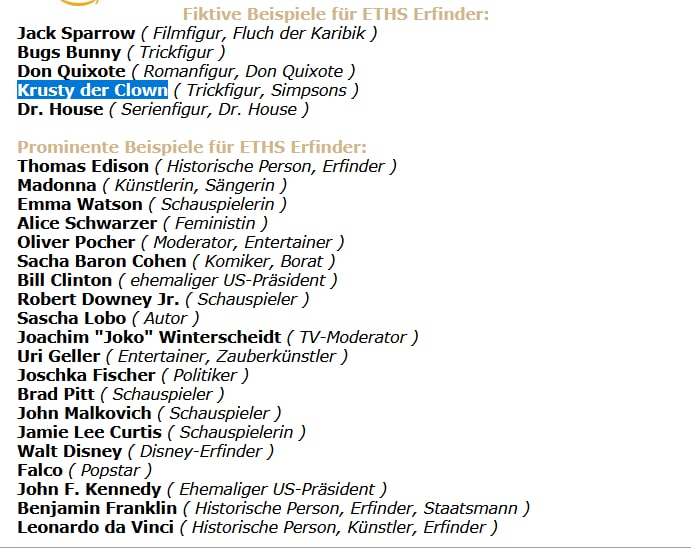 Fiktive Beispiele für ETHS Erfinder:
Jack Sparrow ( Filmfigur, Fluch der Karibik )
Bugs Bunny ( Trickfigur )
Don Quixote ( Romanfigur, Don Quixote )
Krusty der Clown ( Trickfigur, Simpsons )
Dr. House ( Serienfigur, Dr. House )
Prominente Beispiele für ETHS Erfinder:
Thomas Edison ( Historische Person, Erfinder )
Madonna ( Künstlerin, Sängerin )
Emma Watson ( Schauspielerin )
Alice Schwarzer ( Feministin )
Oliver Pocher ( Moderator, Entertainer )
Sacha Baron Cohen ( Komiker, Borat )
Bill Clinton ( ehemaliger US-Präsident )
Robert Downey Jr. ( Schauspieler )
Sascha Lobo ( Autor )
Joachim "Joko" Winterscheidt ( TV-Moderator )
Uri Geller ( Entertainer, Zauberkünstler )
Joschka Fischer ( Politiker )
Brad Pitt ( Schauspieler )
John Malkovich ( Schauspieler )
Jamie Lee Curtis ( Schauspielerin )
Walt Disney ( Disney-Erfinder )
Falco ( Popstar )
John F. Kennedy ( Ehemaliger US-Präsident )
Benjamin Franklin ( Historische Person, Erfinder, Staatsmann )
Leonardo da Vinci ( Historische Person, Künstler, Erfinder )